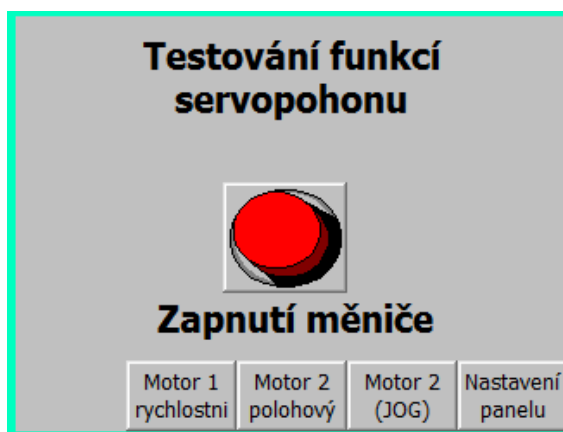 Testování funkcí
servopohonu
Zapnutí měniče
Motor 1
rychlostni
Motor 2
polohový
Motor 2
(JOG)
Nastavení
panelu